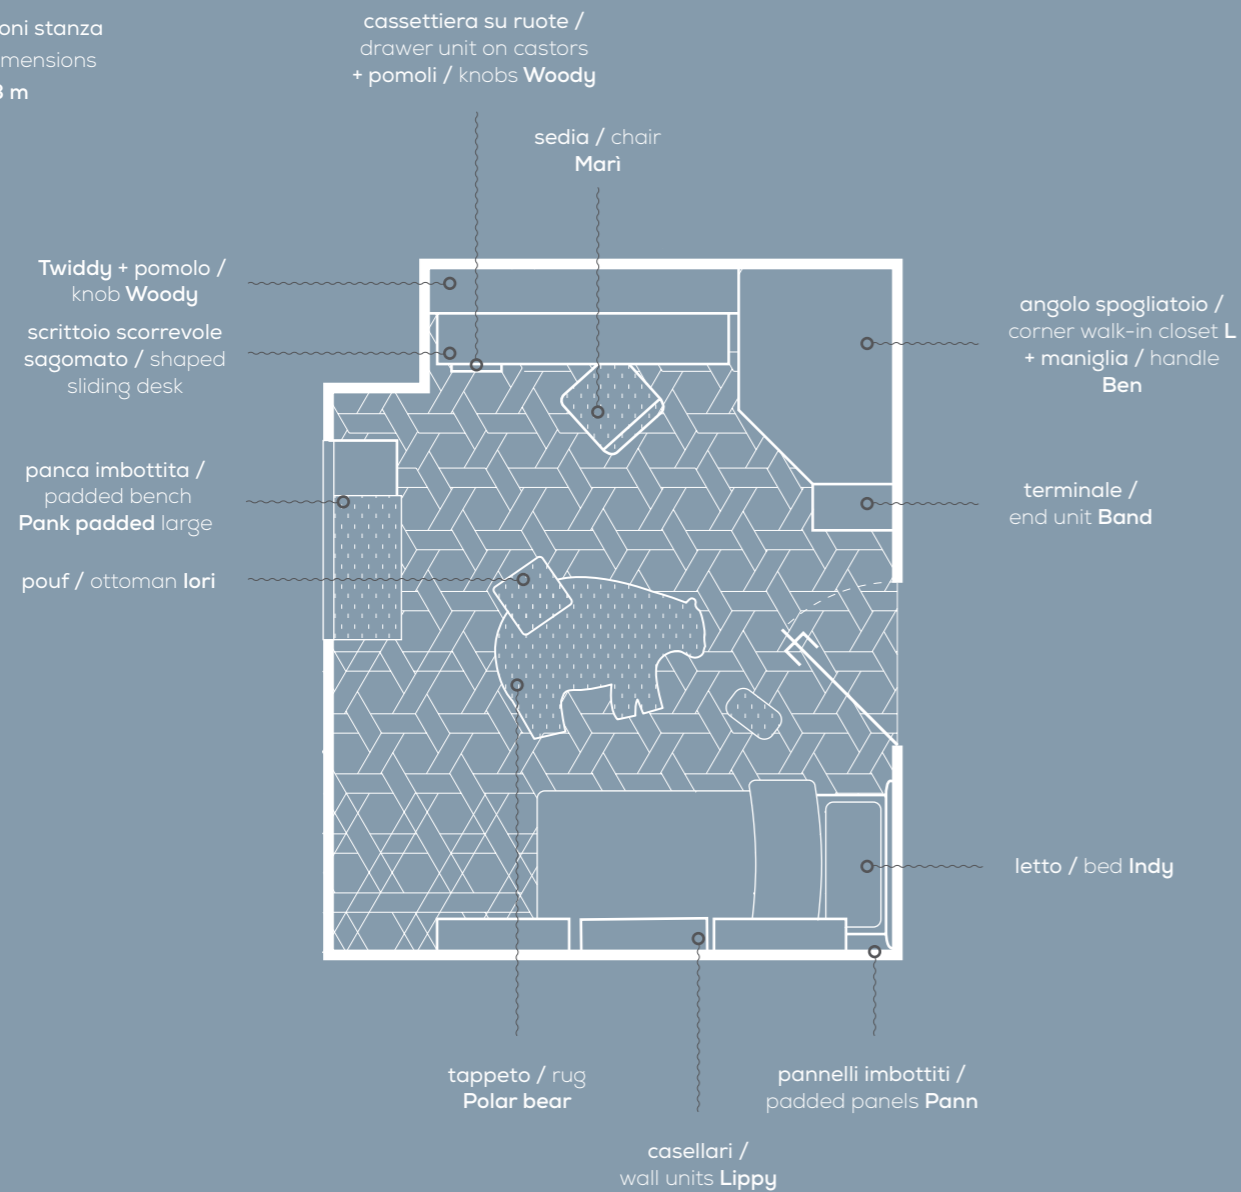 oni stanza
mensions
3 m
cassettiera su ruote /
drawer unit on castors
+ pomoli / knobs Woody
sedia / chair
Marì
Twiddy + pomolo /
knob Woody
scrittoio scorrevole
sagomato / shaped
sliding desk
panca imbottita /
padded bench
Pank padded large
pouf / ottoman Iori
angolo spogliatoio /
corner walk-in closet L
+ maniglia / handle
Ben
terminale /
end unit Band
letto / bed Indy
tappeto / rug
Polar bear
pannelli imbottiti /
padded panels Pann
casellari /
wall units Lippy